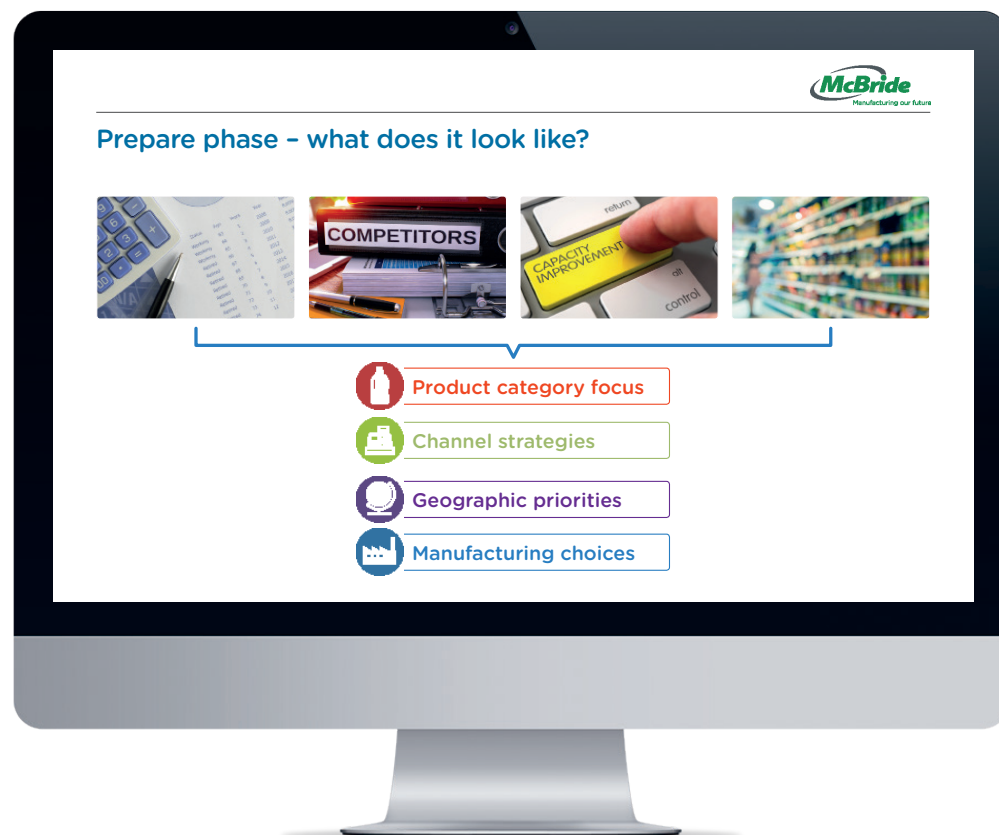 McBride
Manufacturing our future
Prepare phase – what does it look like?
COMPETITORS
return
CAPACITY
IMPROVEMENT
alt
control
Product category focus
Channel strategies
Geographic priorities
Manufacturing choices